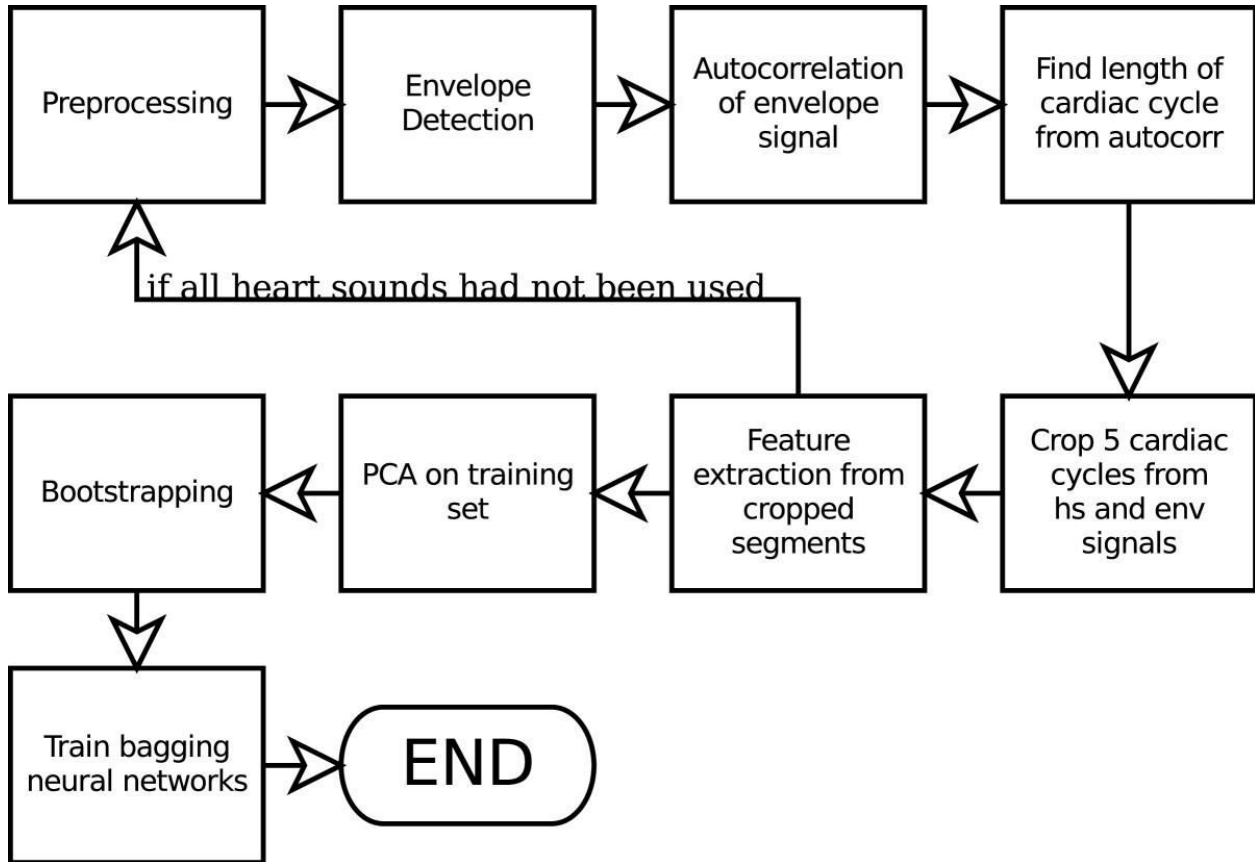 Preprocessing
Envelope
Detection
Autocorrelation
of envelope
signal
Find length of
cardiac cycle
from autocorr
if all heart sounds had not been used
Crop 5 cardiac
cycles from
hs and env
signals
Feature
extraction from
cropped
segments
PCA on training
set
Bootstrapping
Train bagging
neural networks
END